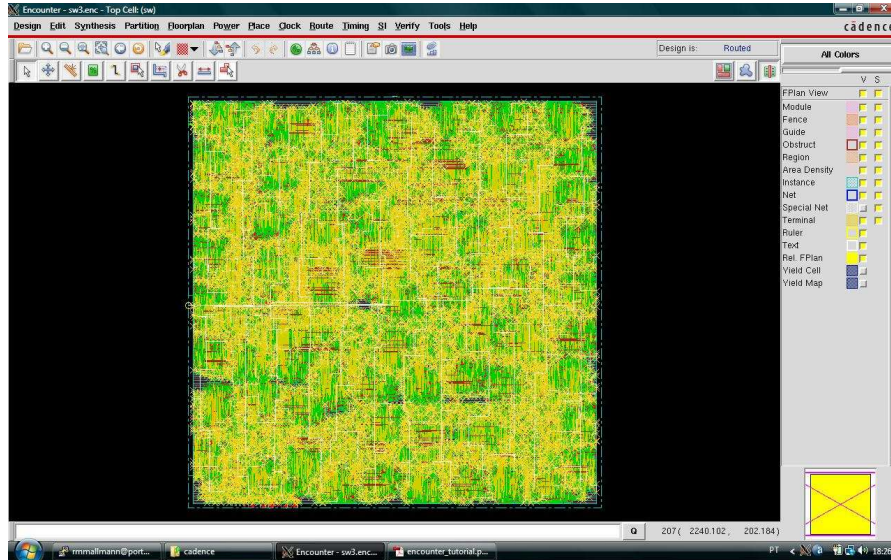 Encounter - sw3.enc - Top Cell: (sw)
Design Edit Synthesis Partition Floorplan Power Place Clock Route Timing SI Verify Tools Help
cādence
Design is: Routed
All Colors
V S
FPlan View
Module
Fence
Guide
Obstruct
Region
Area Density
Instance
Net
Special Net
Terminal
Ruler
Text
Rel. FPlan
Yield Cell
Yield Map
Q 207( 2240.102 , 202.184)
rmmallmann@port... cadence Encounter - sw3.enc... encounter_tutorial.p... PT 18:26